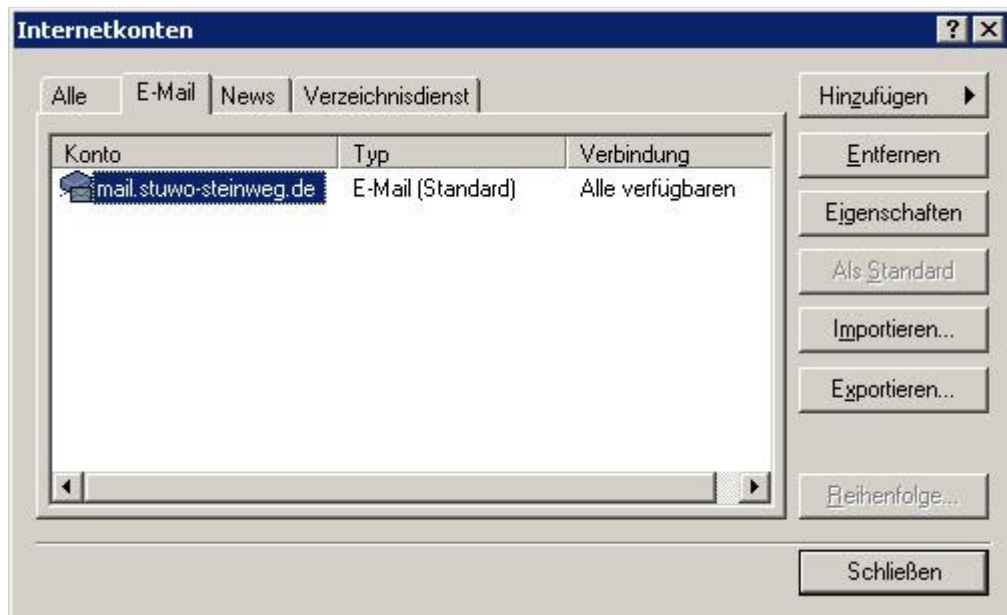 Internetkonten
Alle E-Mail News Verzeichnisdienst
Hinzufügen
Konto Typ Verbindung
Entfernen
mail.stuwo-steinweg.de E-Mail (Standard) Alle verfügbaren
Eigenschaften
Als Standard
Importieren...
Exportieren...
Reihenfolge...
Schließen